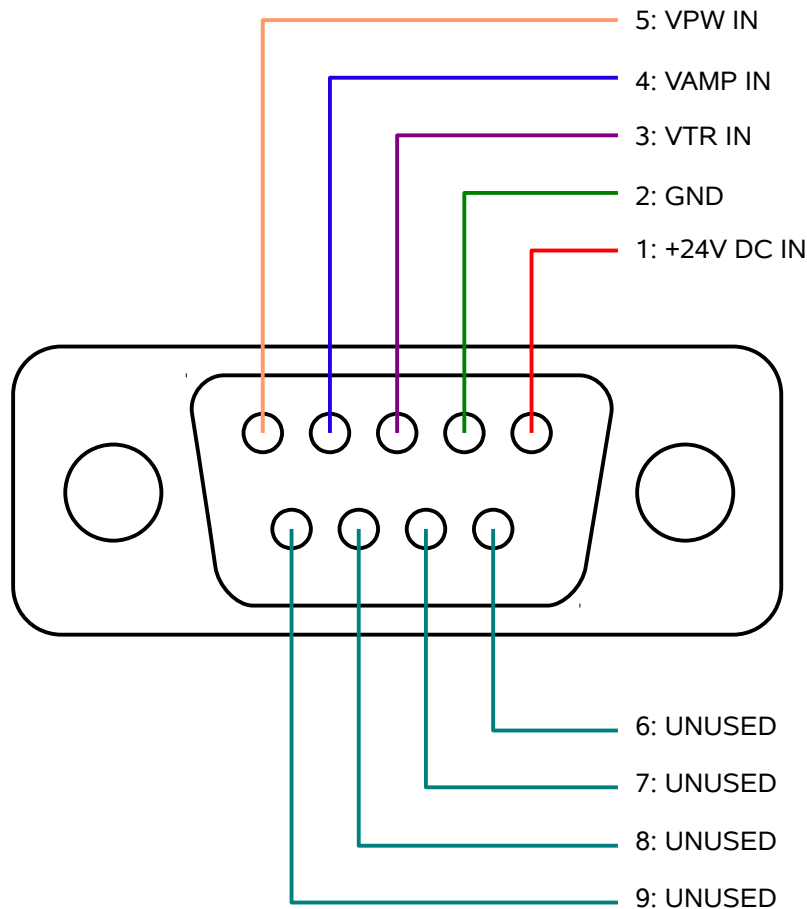 5: VPW IN
4: VAMP IN
3: VTR IN
2: GND
1: +24V DC IN
6: UNUSED
7: UNUSED
8: UNUSED
9: UNUSED